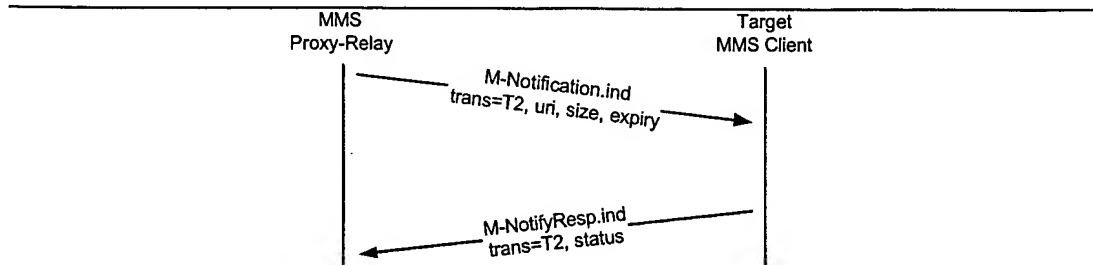 MMS
Proxy-Relay
Target
MMS Client
M-Notification.ind
trans=T2, uri, size, expiry
M-NotifyResp.ind
trans=T2, status